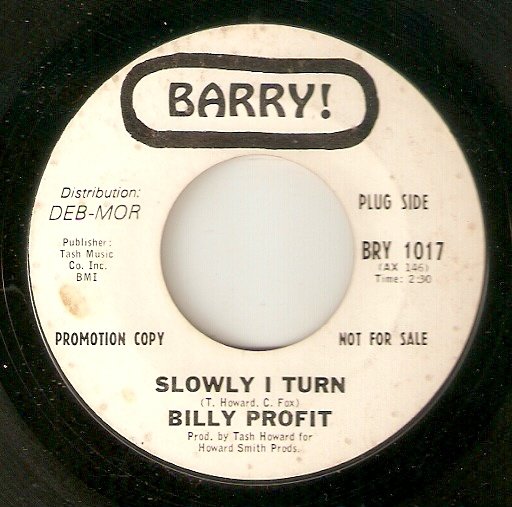 BARRY!
Distribution:
DEB-MOR
Publisher:
Tash Music
Co. Inc.
BMI
PLUG SIDE
BRY 1017
(AX 146)
Time: 2:30
PROMOTION COPY
NOT FOR SALE
SLOWLY I TURN
(T. Howard, C. Fox)
BILLY PROFIT
Prod. by Tash Howard for
Howard Smith Prods.